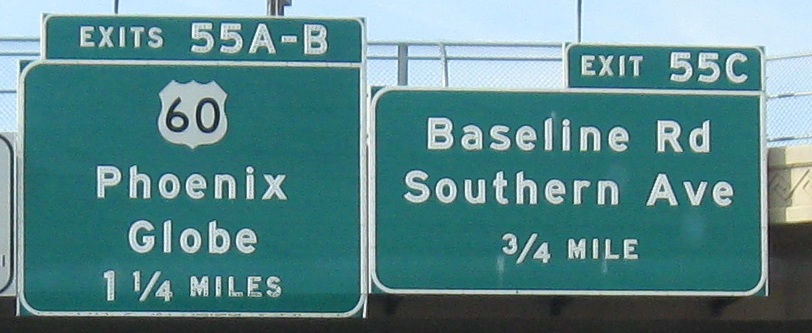 EXITS 55A-B
60
Phoenix
Globe
1 1/4 MILES
EXIT 55C
Baseline Rd
Southern Ave
3/4 MILE